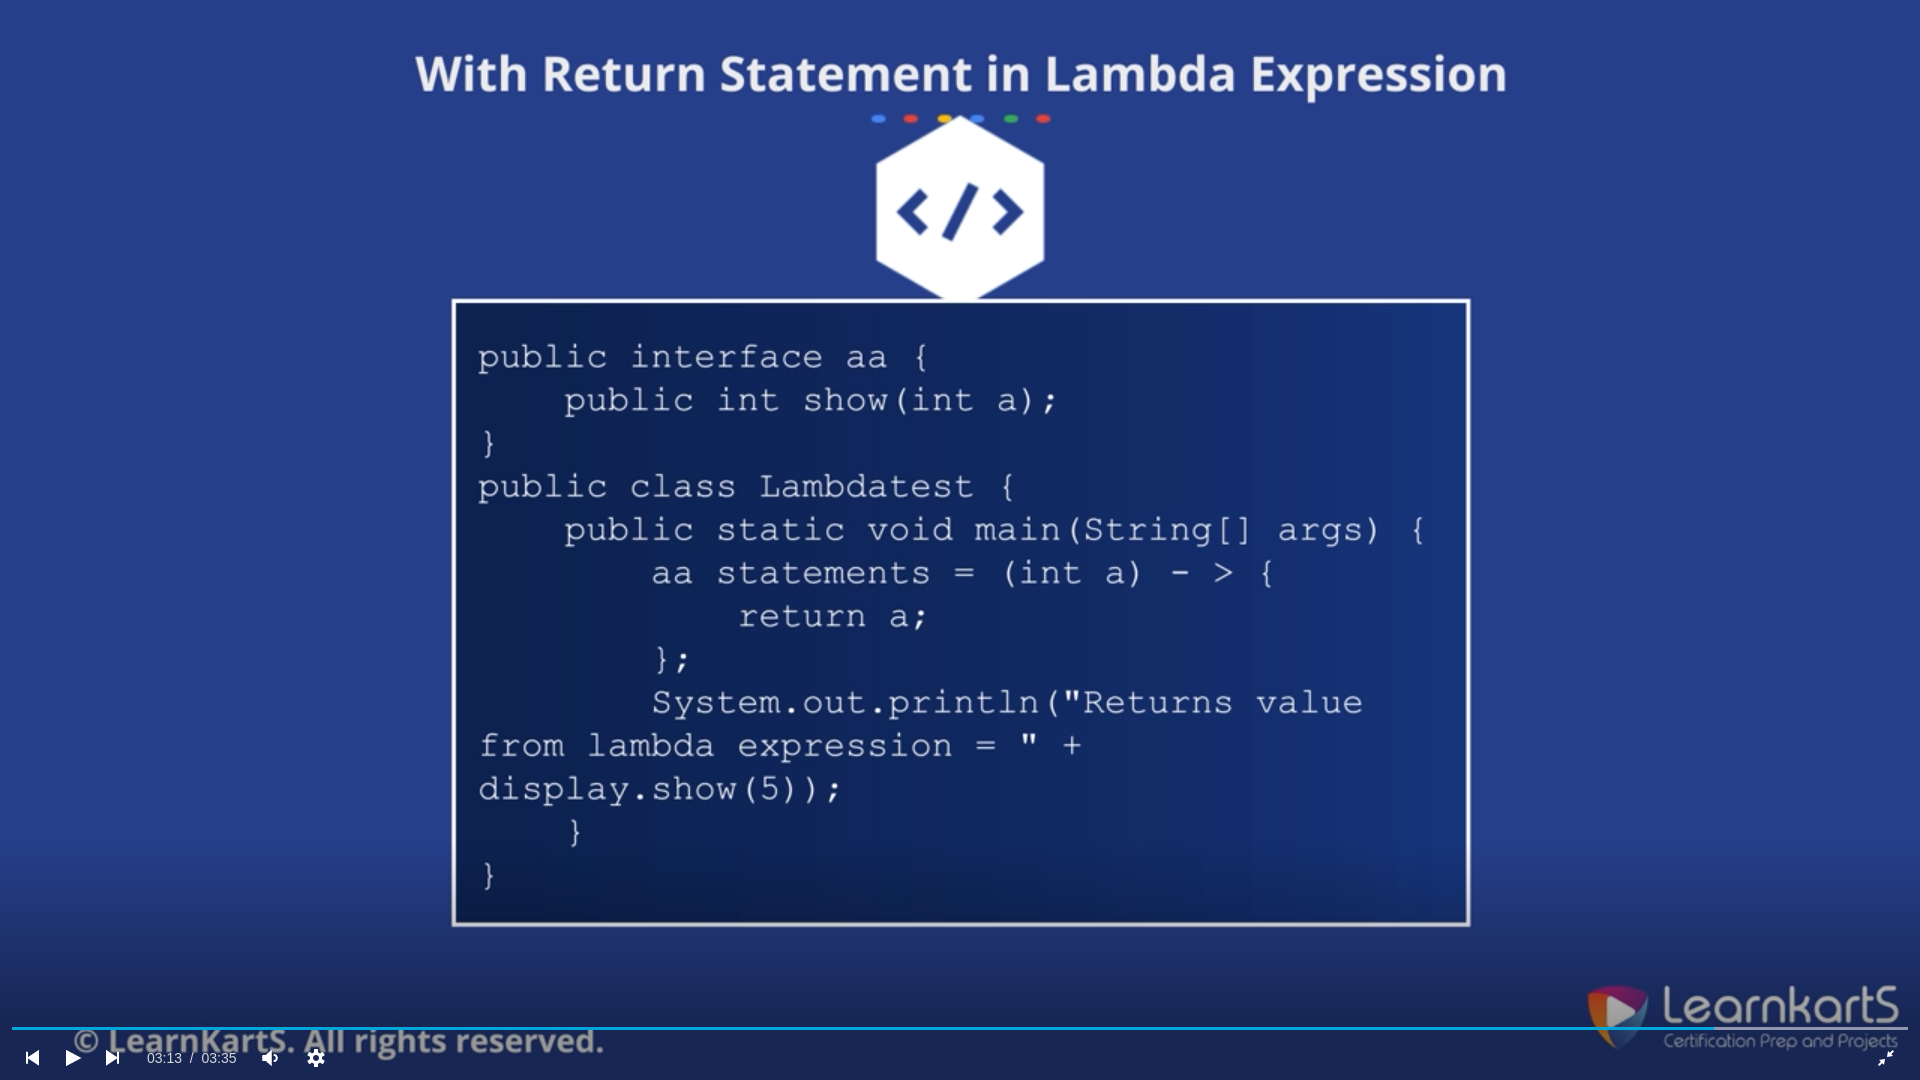 With Return Statement in Lambda Expression
</>
public interface aa {
public int show(int a);
}
public class Lambdatest {
public static void main(String[] args) {
aa statements = (int a) - > {
return a;
};
System.out.println("Returns value
from lambda expression = " +
display.show(5));
}
}
LearnkartS
Certification Prep and Projects
© LearnKartS. All rights reserved.
03:13 / 03:35